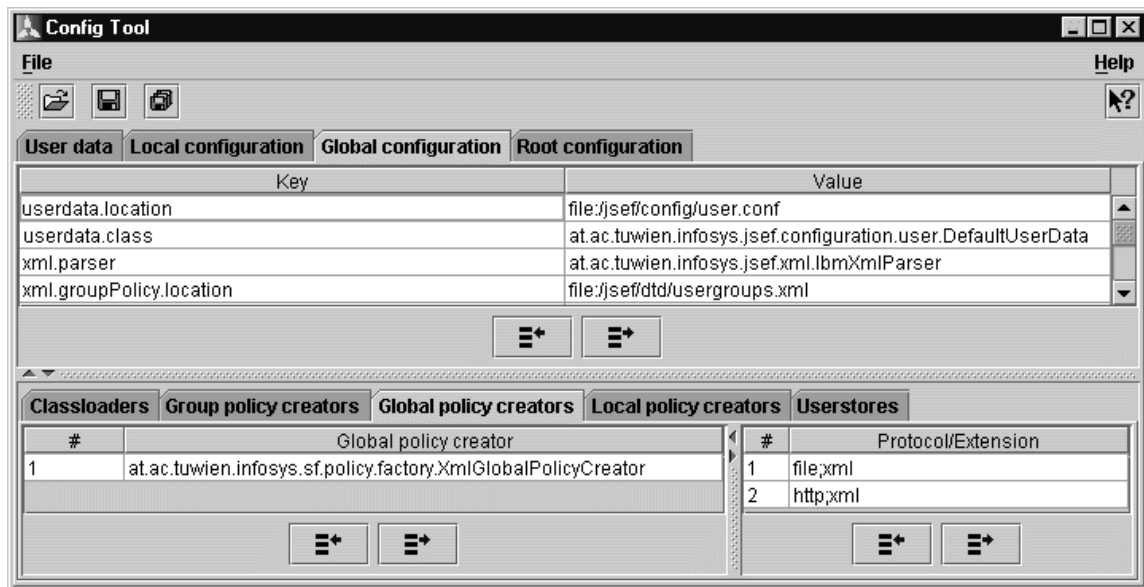 Config Tool
File Help
User data Local configuration Global configuration Root configuration
Key Value
userdata.location file:/jsef/config/user.conf
userdata.class at.ac.tuwien.infosys.jsef.configuration.user.DefaultUserData
xml.parser at.ac.tuwien.infosys.jsef.xml.IbmXmlParser
xml.groupPolicy.location file:/jsef/dtd/usergroups.xml
Classloaders Group policy creators Global policy creators Local policy creators Userstores
# Global policy creator # Protocol/Extension
1 at.ac.tuwien.infosys.sf.policy.factory.XmlGlobalPolicyCreator 1 file;xml
2 http;xml